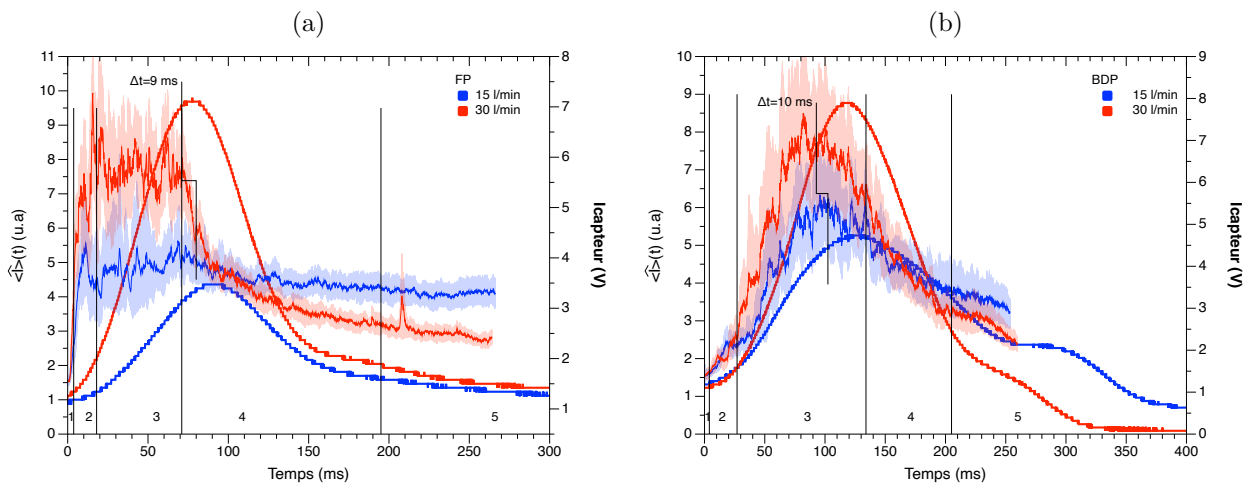 (a)
(b)
11
10
9
8
7
6
5
4
3
2
1
0
<Î>(t) (u.a)
Δt=9 ms
FP
15 l/min
30 l/min
8
7
6
5
4
3
2
1
Icapteur (V)
1 2 3 4 5
0 50 100 150 200 250 300
Temps (ms)
10
9
8
7
6
5
4
3
2
1
0
<Î>(t) (u.a)
Δt=10 ms
BDP
15 l/min
30 l/min
9
8
7
6
5
4
3
2
1
0
Icapteur (V)
1 2 3 4 5
0 50 100 150 200 250 300 350 400
Temps (ms)